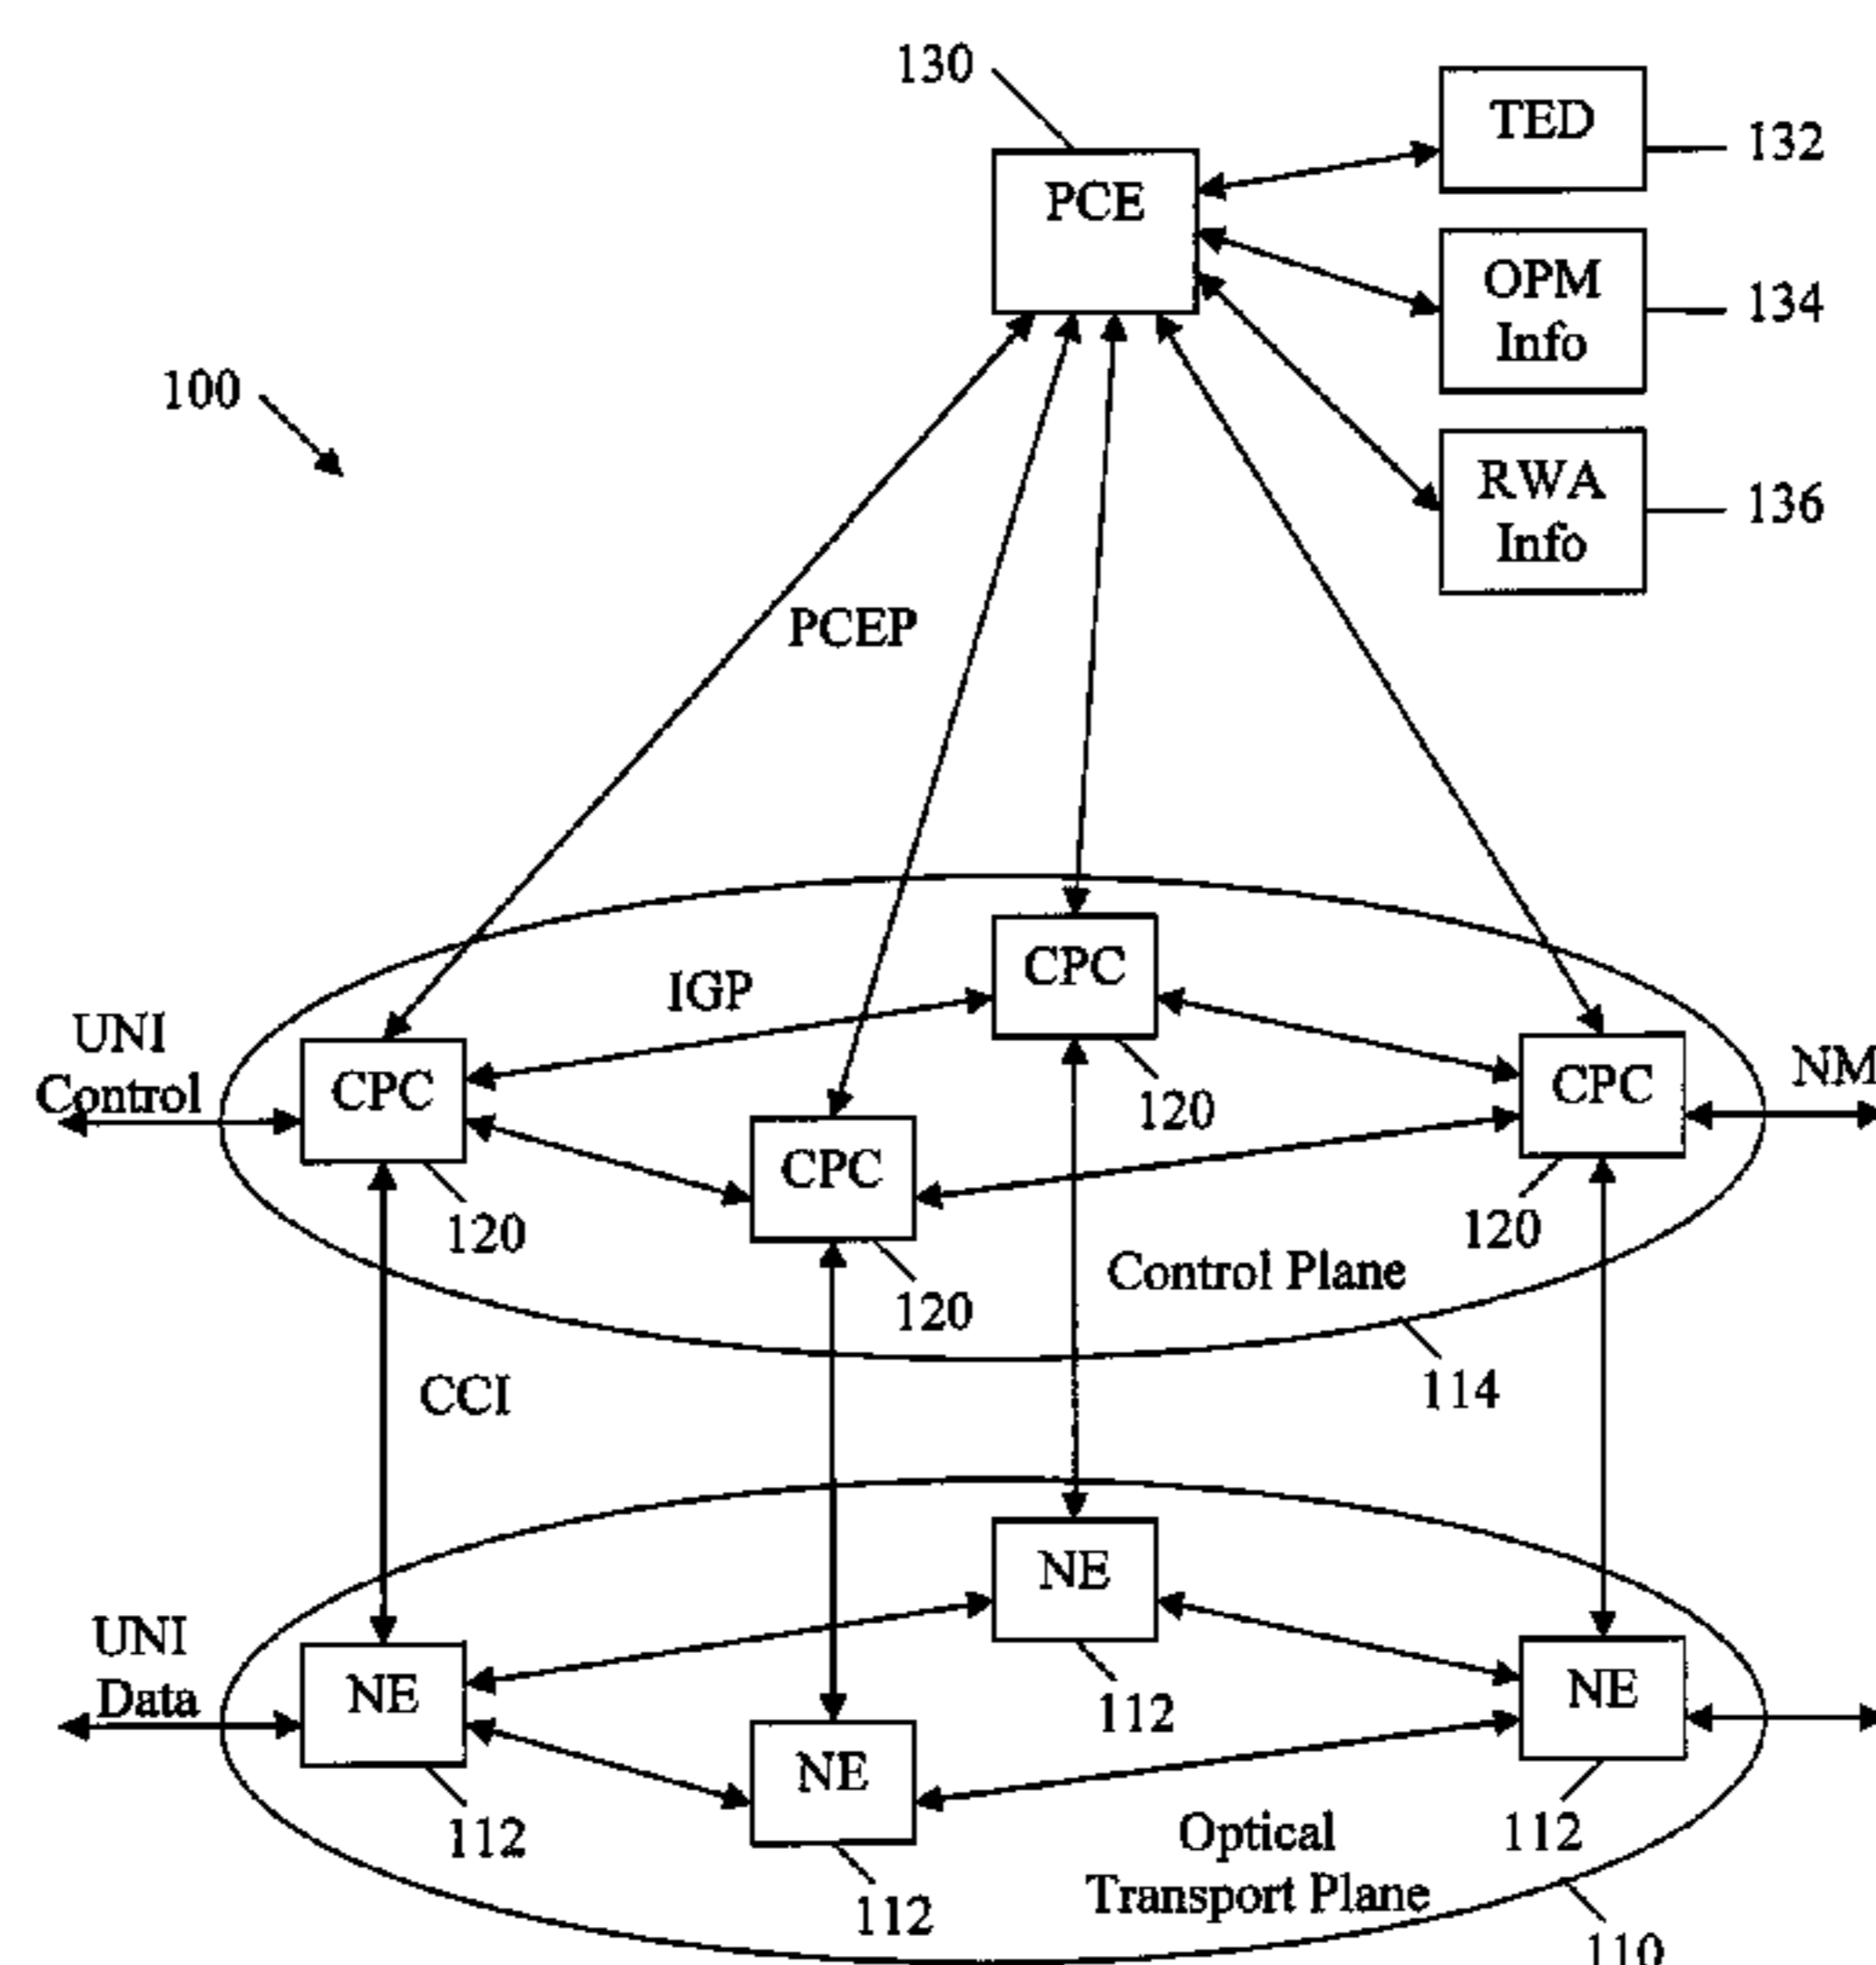 130
TED
132
PCE
OPM
Info
134
100
RWA
Info
136
PCEP
IGP
CPC
UNI
Control
CPC
120
CPC
NM
CPC
120
120
120
Control Plane
CCI
114
NE
UNI
Data
NE
112
NE
NE
112
112
112
Optical
Transport Plane
110